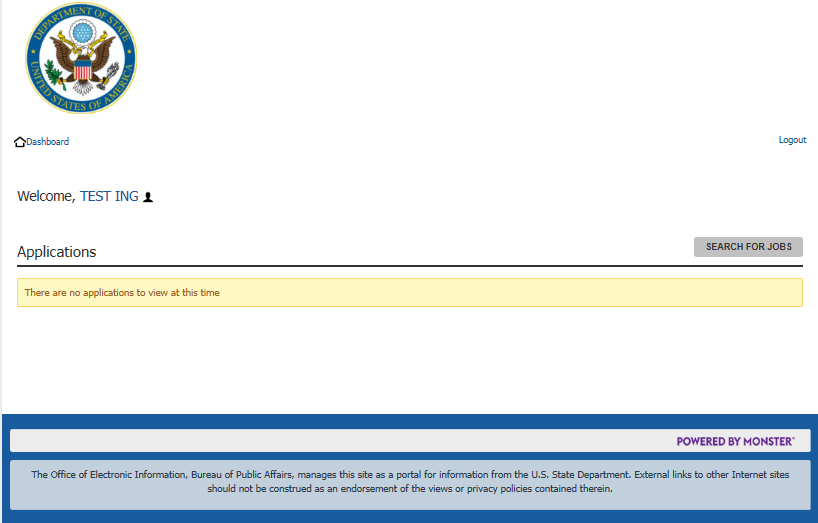 DEPARTMENT OF STATE
UNITED STATES OF AMERICA
Dashboard
Logout
Welcome, TEST ING
Applications
SEARCH FOR JOBS
There are no applications to view at this time
POWERED BY MONSTER
The Office of Electronic Information, Bureau of Public Affairs, manages this site as a portal for information from the U.S. State Department. External links to other Internet sites
should not be construed as an endorsement of the views or privacy policies contained therein.